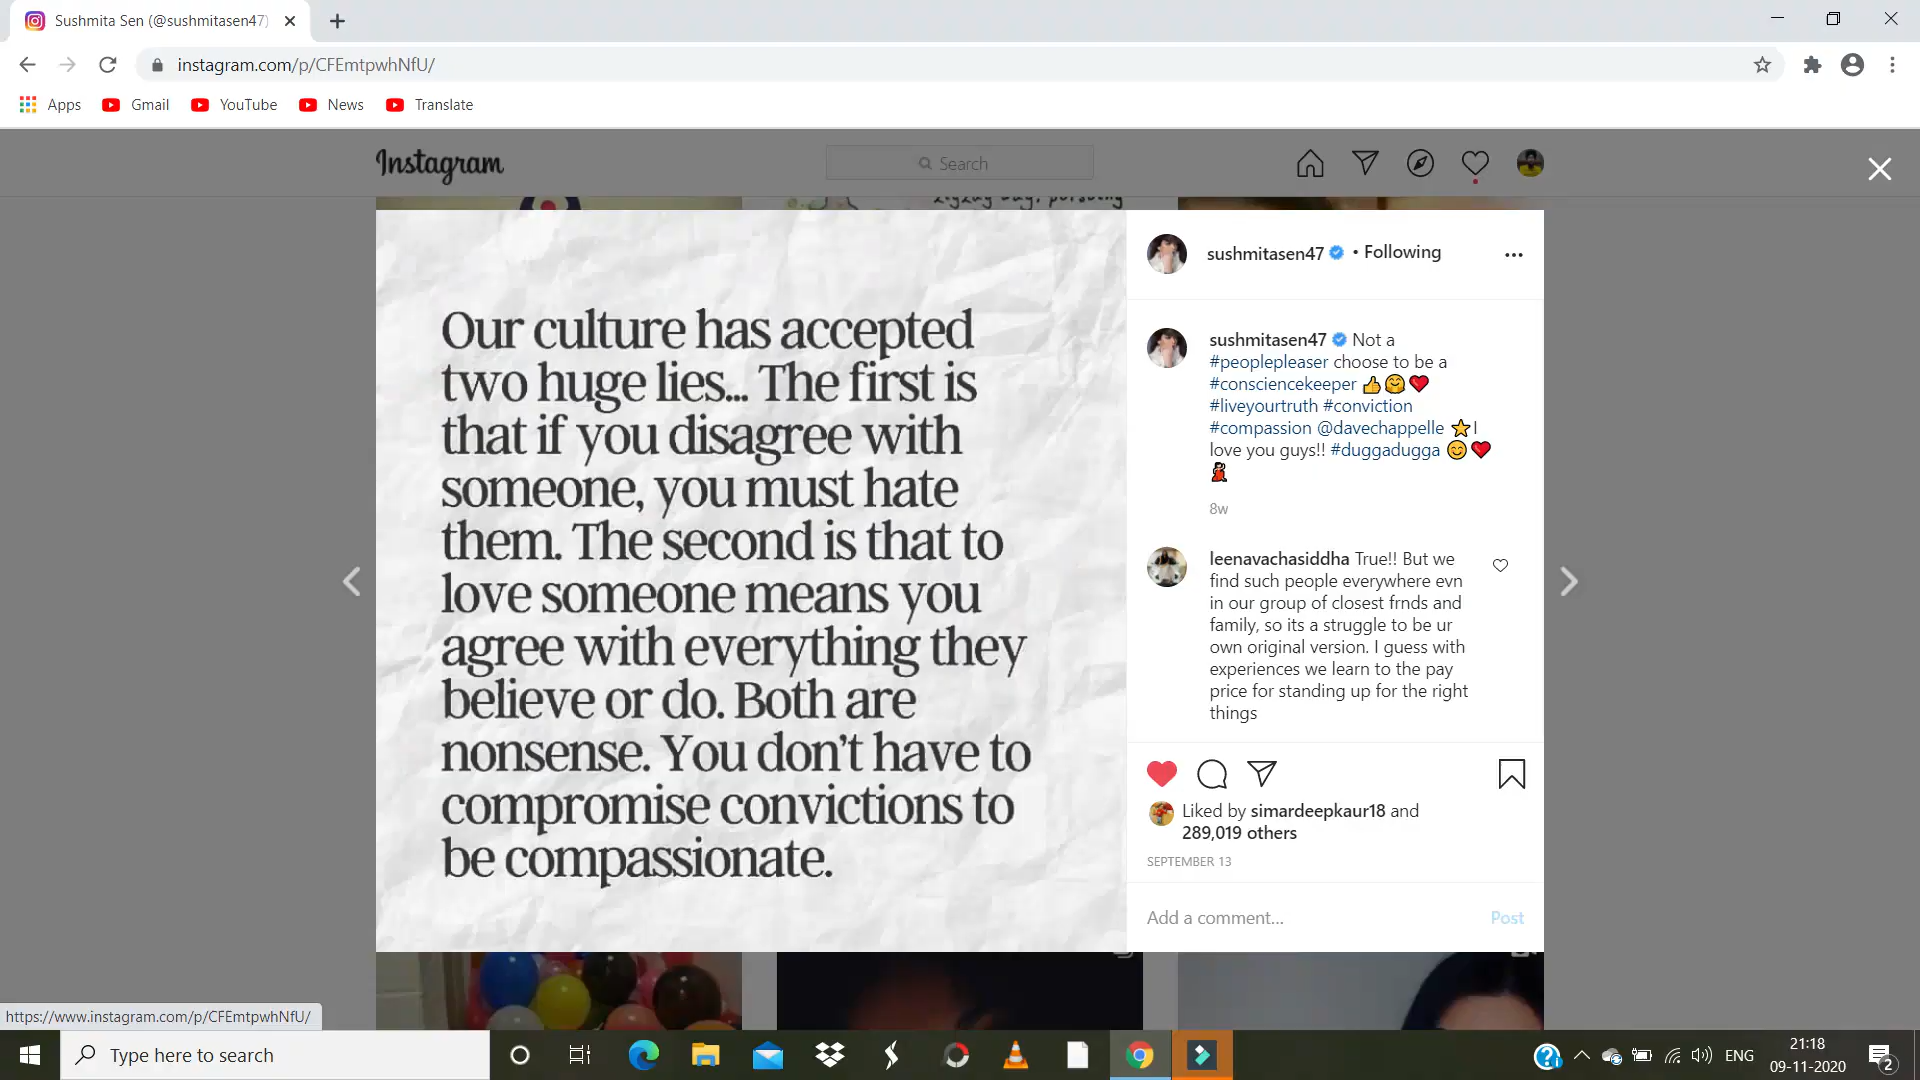 Sushmita Sen (@sushmitasen47)
instagram.com/p/CFEmtpwhNfU/
Apps Gmail YouTube News Translate
Instagram
Search
zigzag way, pursuing
Our culture has accepted
two huge lies... The first is
that if you disagree with
someone, you must hate
them. The second is that to
love someone means you
agree with everything they
believe or do. Both are
nonsense. You don't have to
compromise convictions to
be compassionate.
sushmitasen47 • Following
sushmitasen47 Not a
#peoplepleaser choose to be a
#consciencekeeper 👍🤗❤️
#liveyourtruth #conviction
#compassion @davechappelle ⭐I
love you guys!! #duggadugga 😊❤️
💃
8w
leenavachasiddha True!! But we
find such people everywhere evn
in our group of closest frnds and
family, so its a struggle to be ur
own original version. I guess with
experiences we learn to the pay
price for standing up for the right
things
Liked by simardeepkaur18 and
289,019 others
SEPTEMBER 13
Add a comment... Post
https://www.instagram.com/p/CFEmtpwhNfU/
Type here to search
ENG
21:18
09-11-2020
2